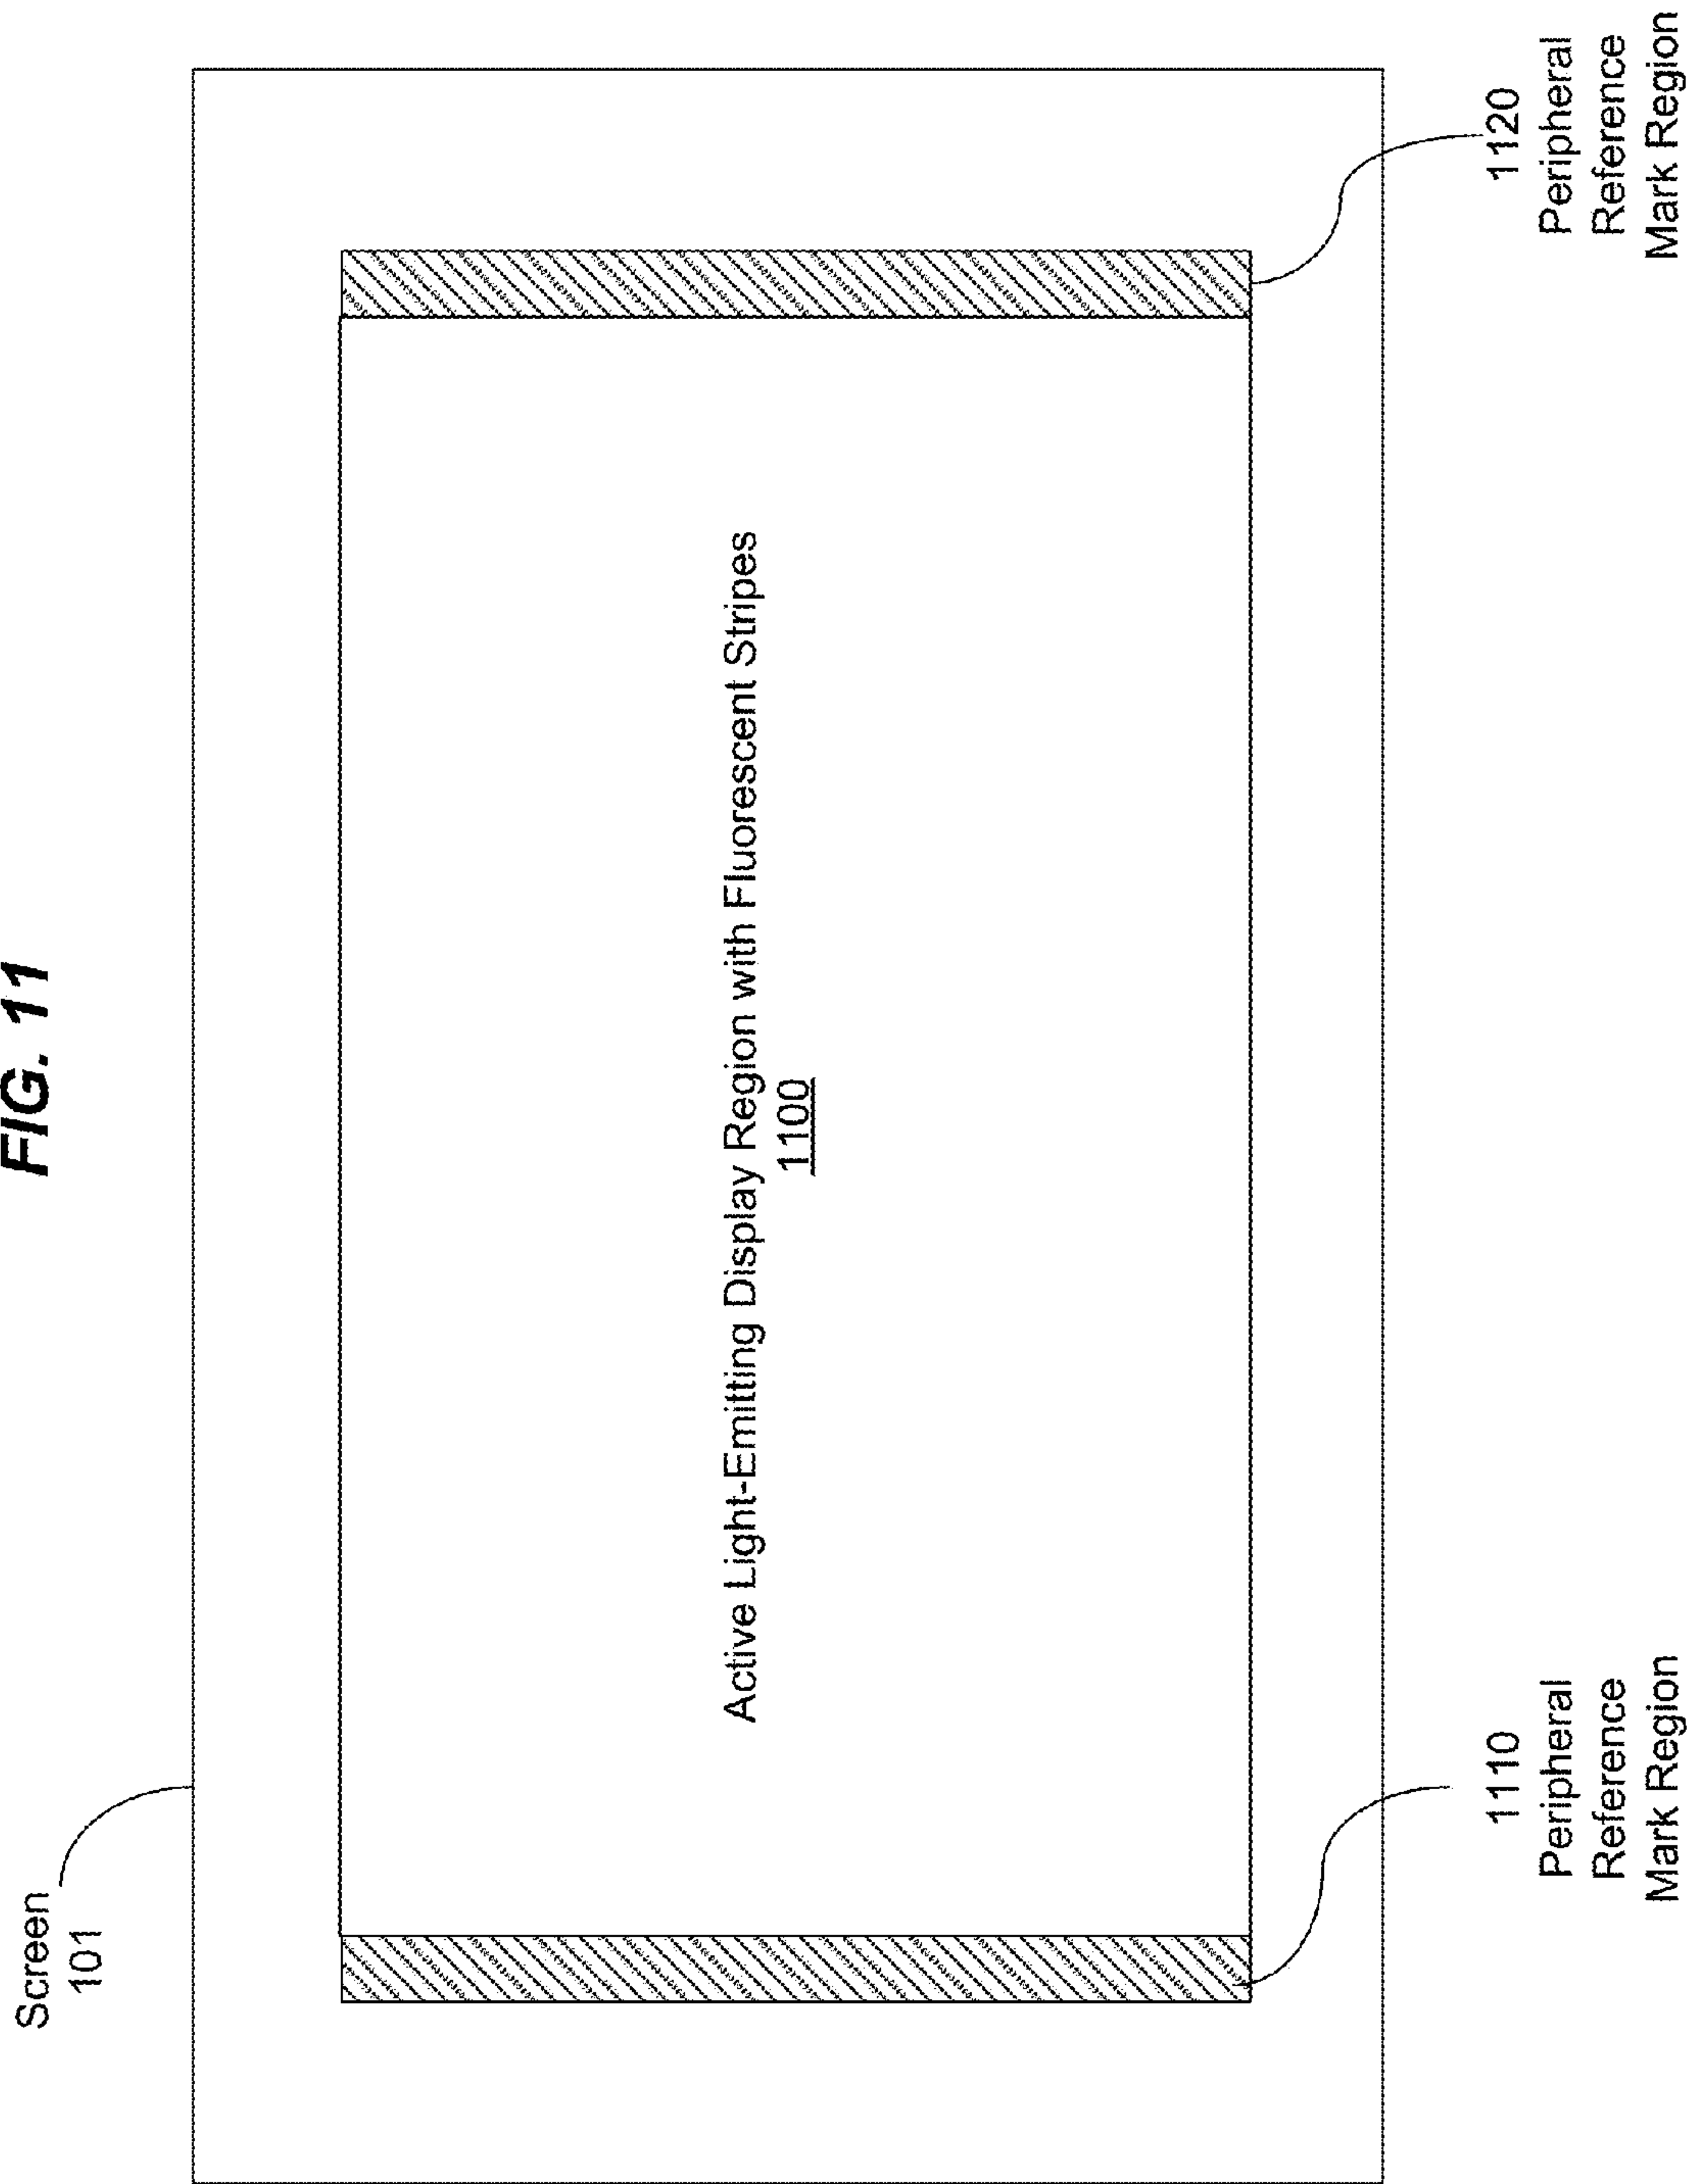 FIG. 11
Screen
101
Active Light-Emitting Display Region with Fluorescent Stripes
1100
1110
Peripheral
Reference
Mark Region
1120
Peripheral
Reference
Mark Region